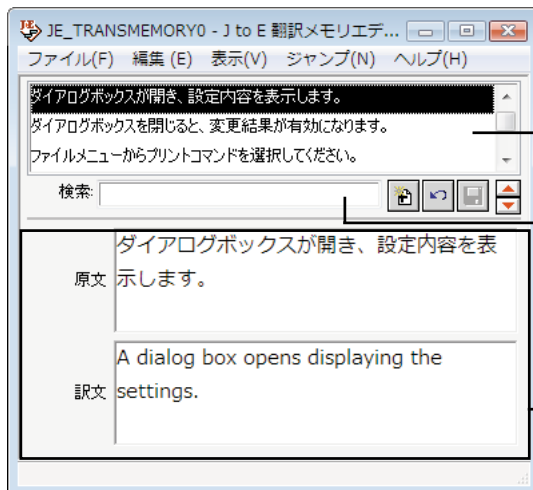 JE_TRANSMEMORY0 - J to E 翻訳メモリエデ...
ファイル(F) 編集 (E) 表示(V) ジャンプ(N) ヘルプ(H)
ダイアログボックスが開き、設定内容を表示します。
ダイアログボックスを閉じると、変更結果が有効になります。
ファイルメニューからプリントコマンドを選択してください。
検索:
原文
ダイアログボックスが開き、設定内容を表
示します。
訳文
A dialog box opens displaying the
settings.